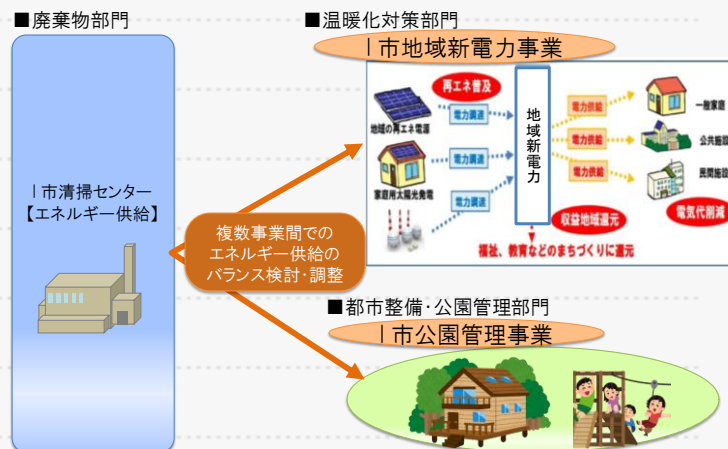 ■廃棄物部門
I市清掃センター
【エネルギー供給】
複数事業間での
エネルギー供給の
バランス検討・調整
■温暖化対策部門
I市地域新電力事業
再エネ普及
地域の再エネ電源
電力調達
家庭用太陽光発電
電力調達
電力調達
地域新電力
電力供給
一般家庭
電力供給
公共施設
電力供給
民間施設
収益地域還元
電気代削減
福祉、教育などのまちづくりに還元
■都市整備・公園管理部門
I市公園管理事業